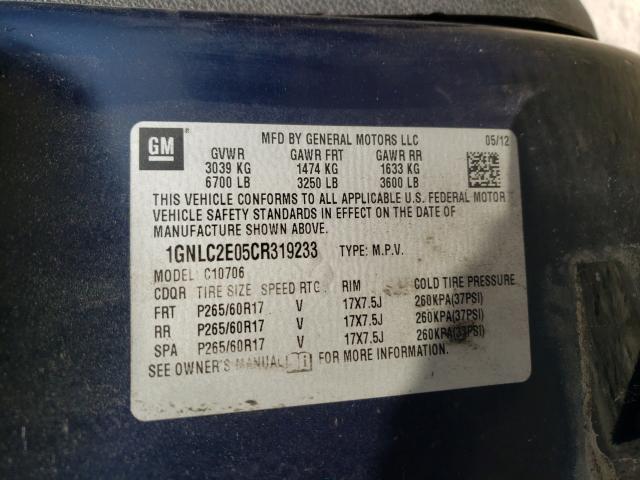 GM
MFD BY GENERAL MOTORS LLC 05/12
GVWR GAWR FRT GAWR RR
3039 KG 1474 KG 1633 KG
6700 LB 3250 LB 3600 LB
THIS VEHICLE CONFORMS TO ALL APPLICABLE U.S. FEDERAL MOTOR
VEHICLE SAFETY STANDARDS IN EFFECT ON THE DATE OF
MANUFACTURE SHOWN ABOVE.
1GNLC2E05CR319233 TYPE: M.P.V.
MODEL: C10706
CDQR TIRE SIZE SPEED RTG RIM COLD TIRE PRESSURE
FRT P265/60R17 V 17X7.5J 260KPA(37PSI)
RR P265/60R17 V 17X7.5J 260KPA(37PSI)
SPA P265/60R17 V 17X7.5J 260KPA(37PSI)
SEE OWNER'S MANUAL FOR MORE INFORMATION.